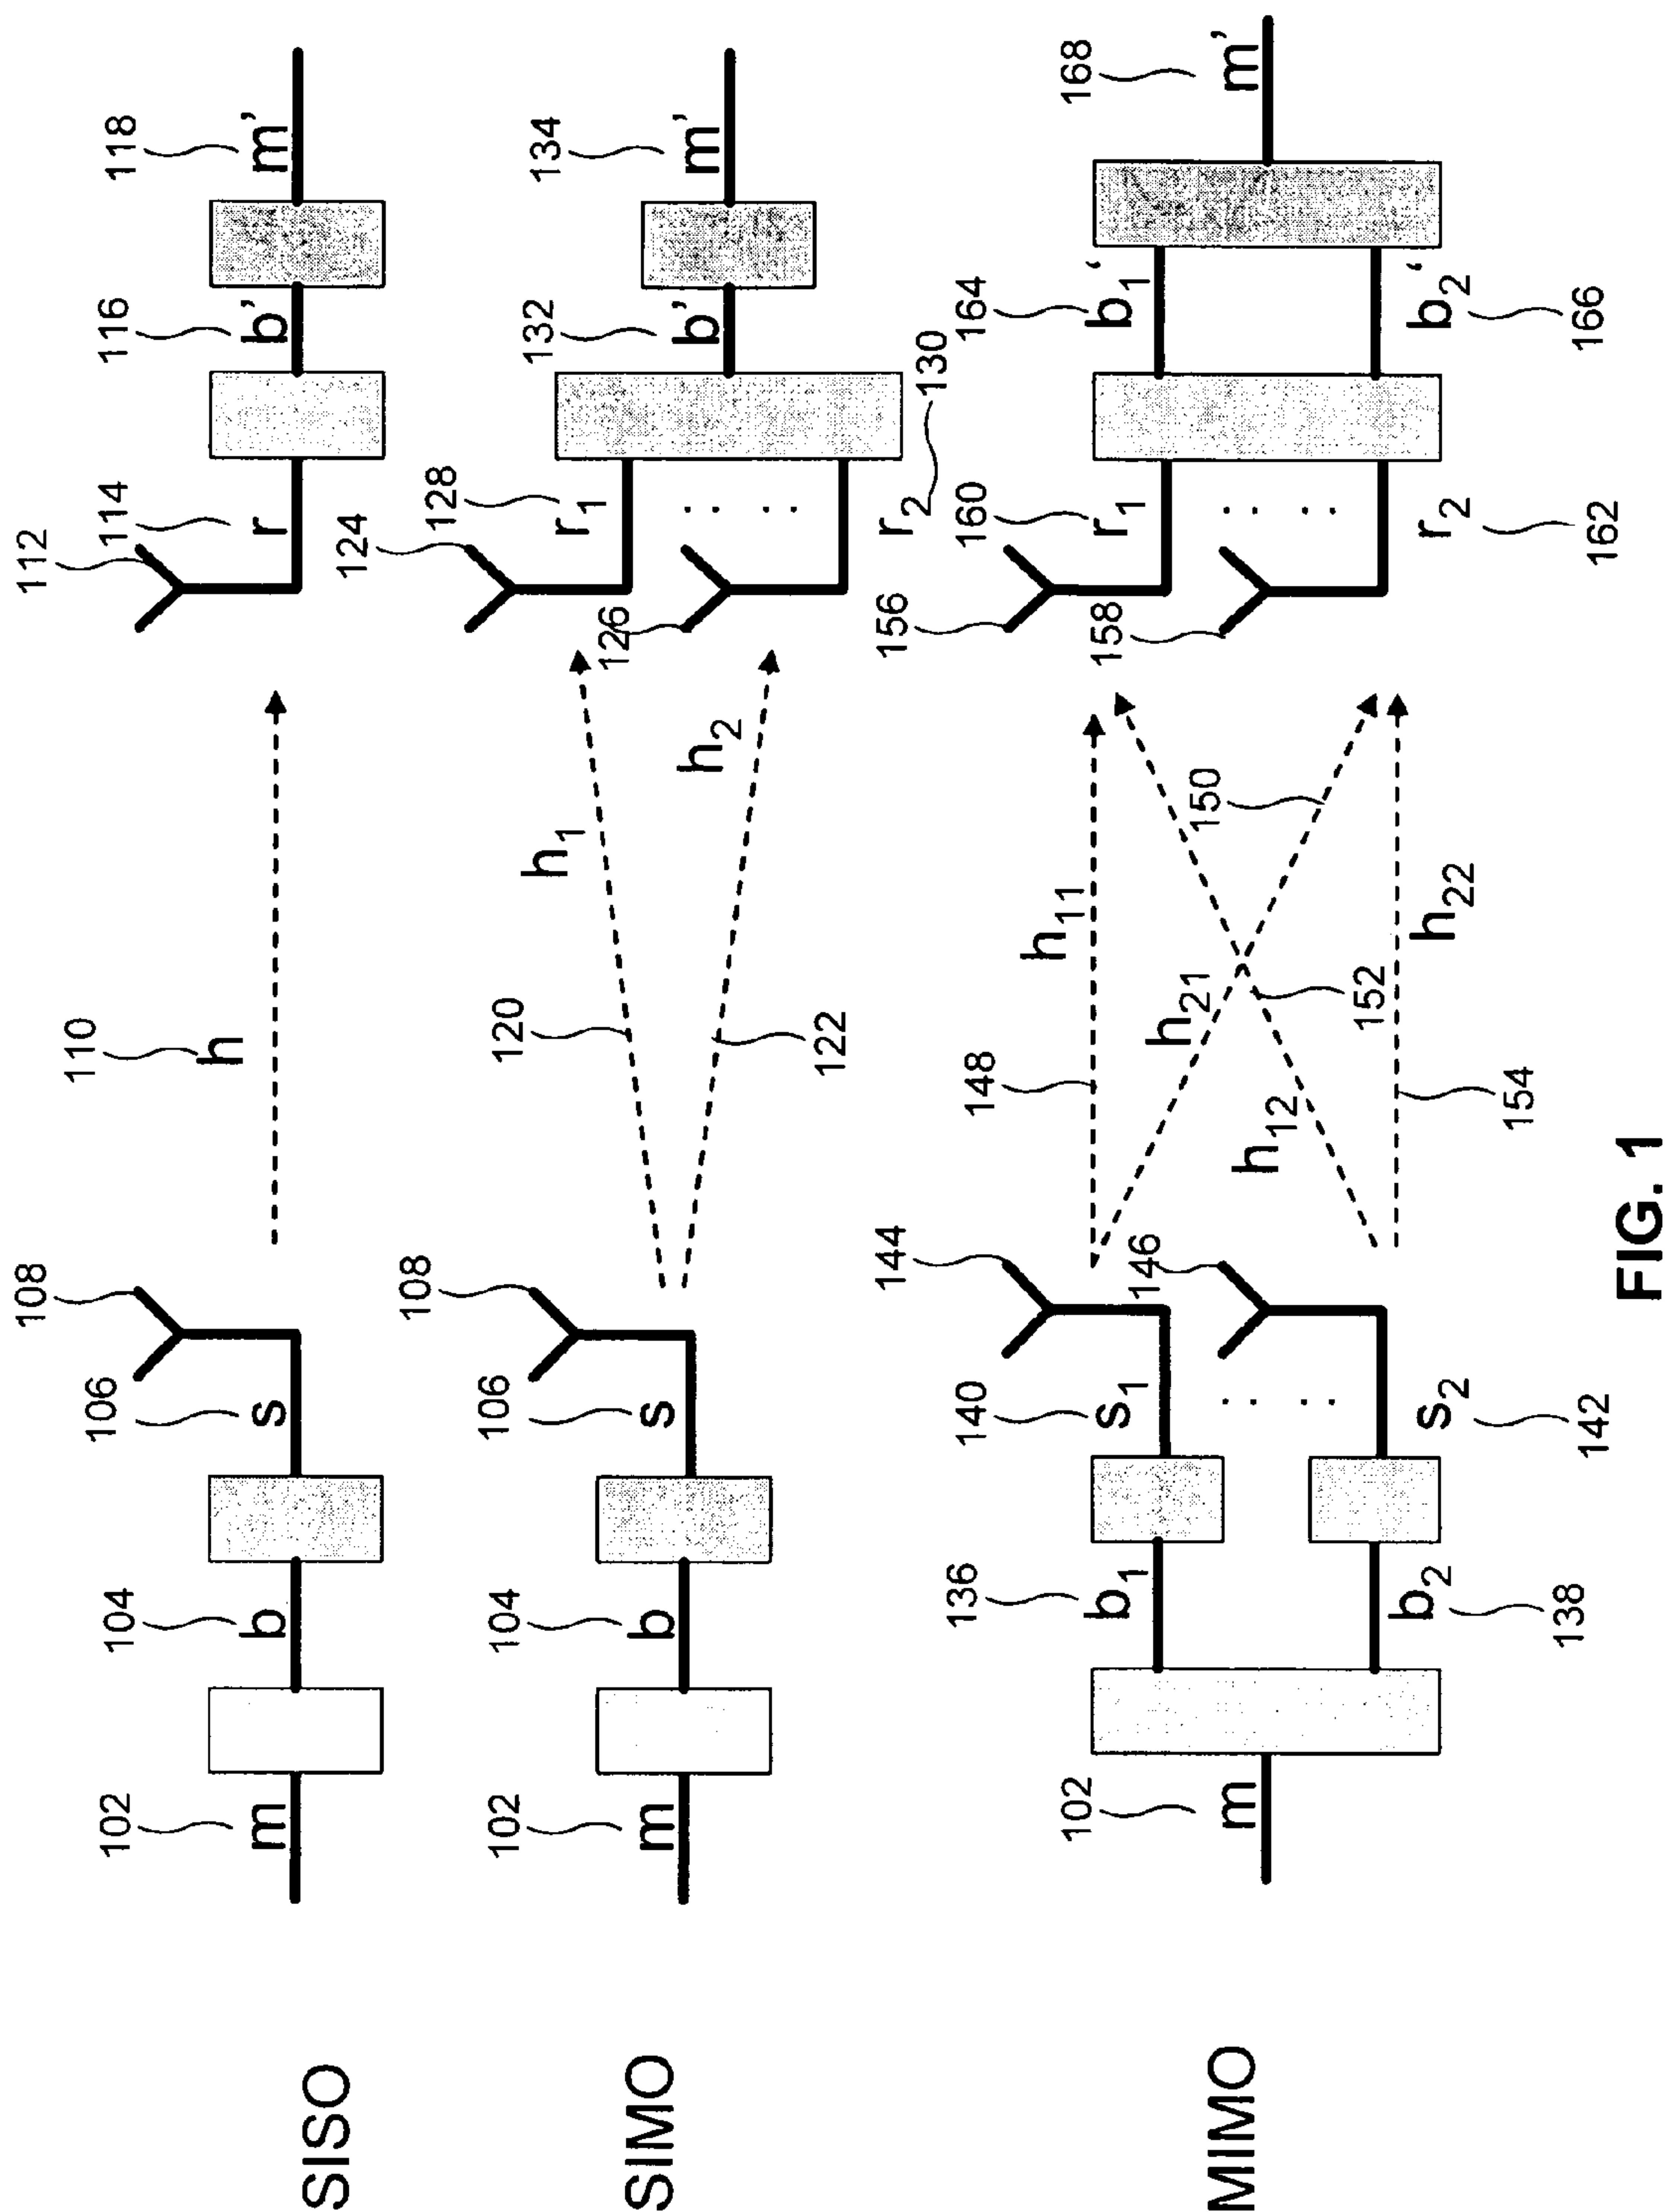 SISO
102 104 106 108 110 112 114 116 118
m b s h r b' m'
SIMO
102 104 106 108 120 122 124 126 128 130 132 134
m b s h1 h2 r1 r2 b' m'
MIMO
102 136 140 144 148 156 160 164 168
m b1 s1 h11 r1 b1' m'
146 h21 h12 150 152 158
b2 s2 h22 r2 b2'
138 142 154 162 166
FIG. 1